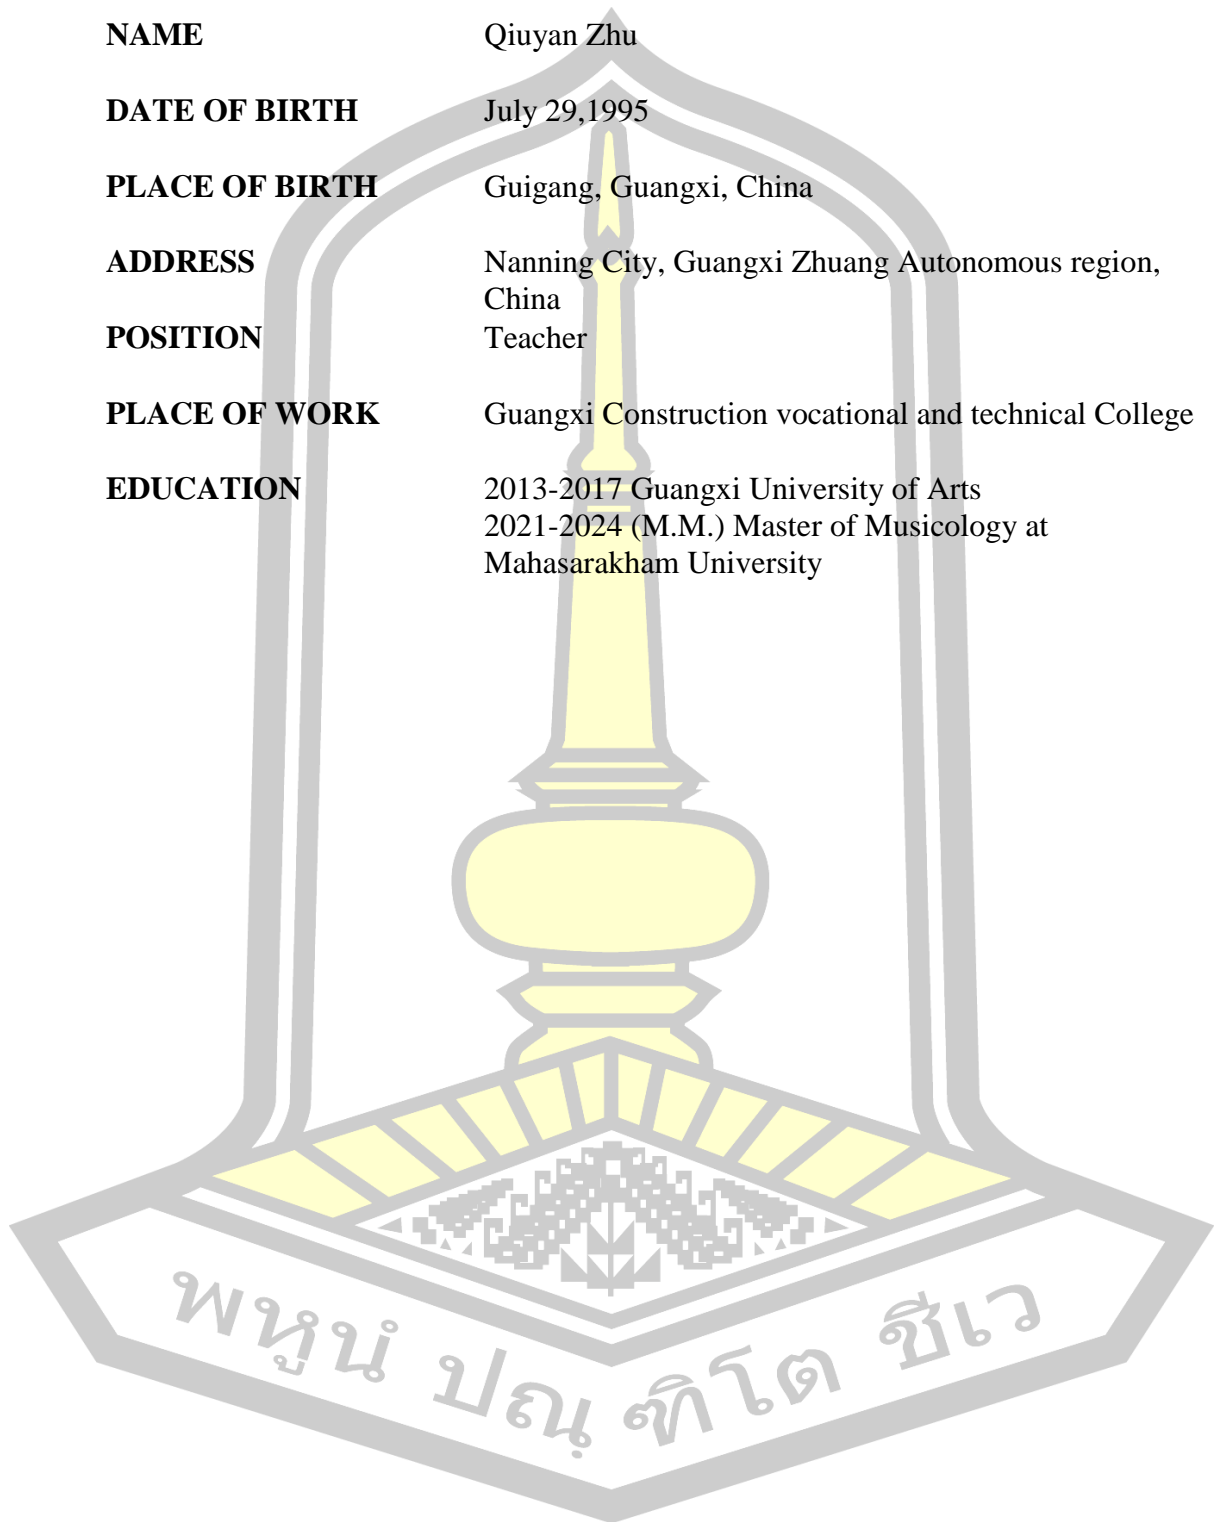 NAME Qiuyan Zhu
DATE OF BIRTH July 29,1995
PLACE OF BIRTH Guigang, Guangxi, China
ADDRESS Nanning City, Guangxi Zhuang Autonomous region,
China
POSITION Teacher
PLACE OF WORK Guangxi Construction vocational and technical College
EDUCATION 2013-2017 Guangxi University of Arts
2021-2024 (M.M.) Master of Musicology at
Mahasarakham University
พหูนํ ปณฺ ฑิโต ชีเว